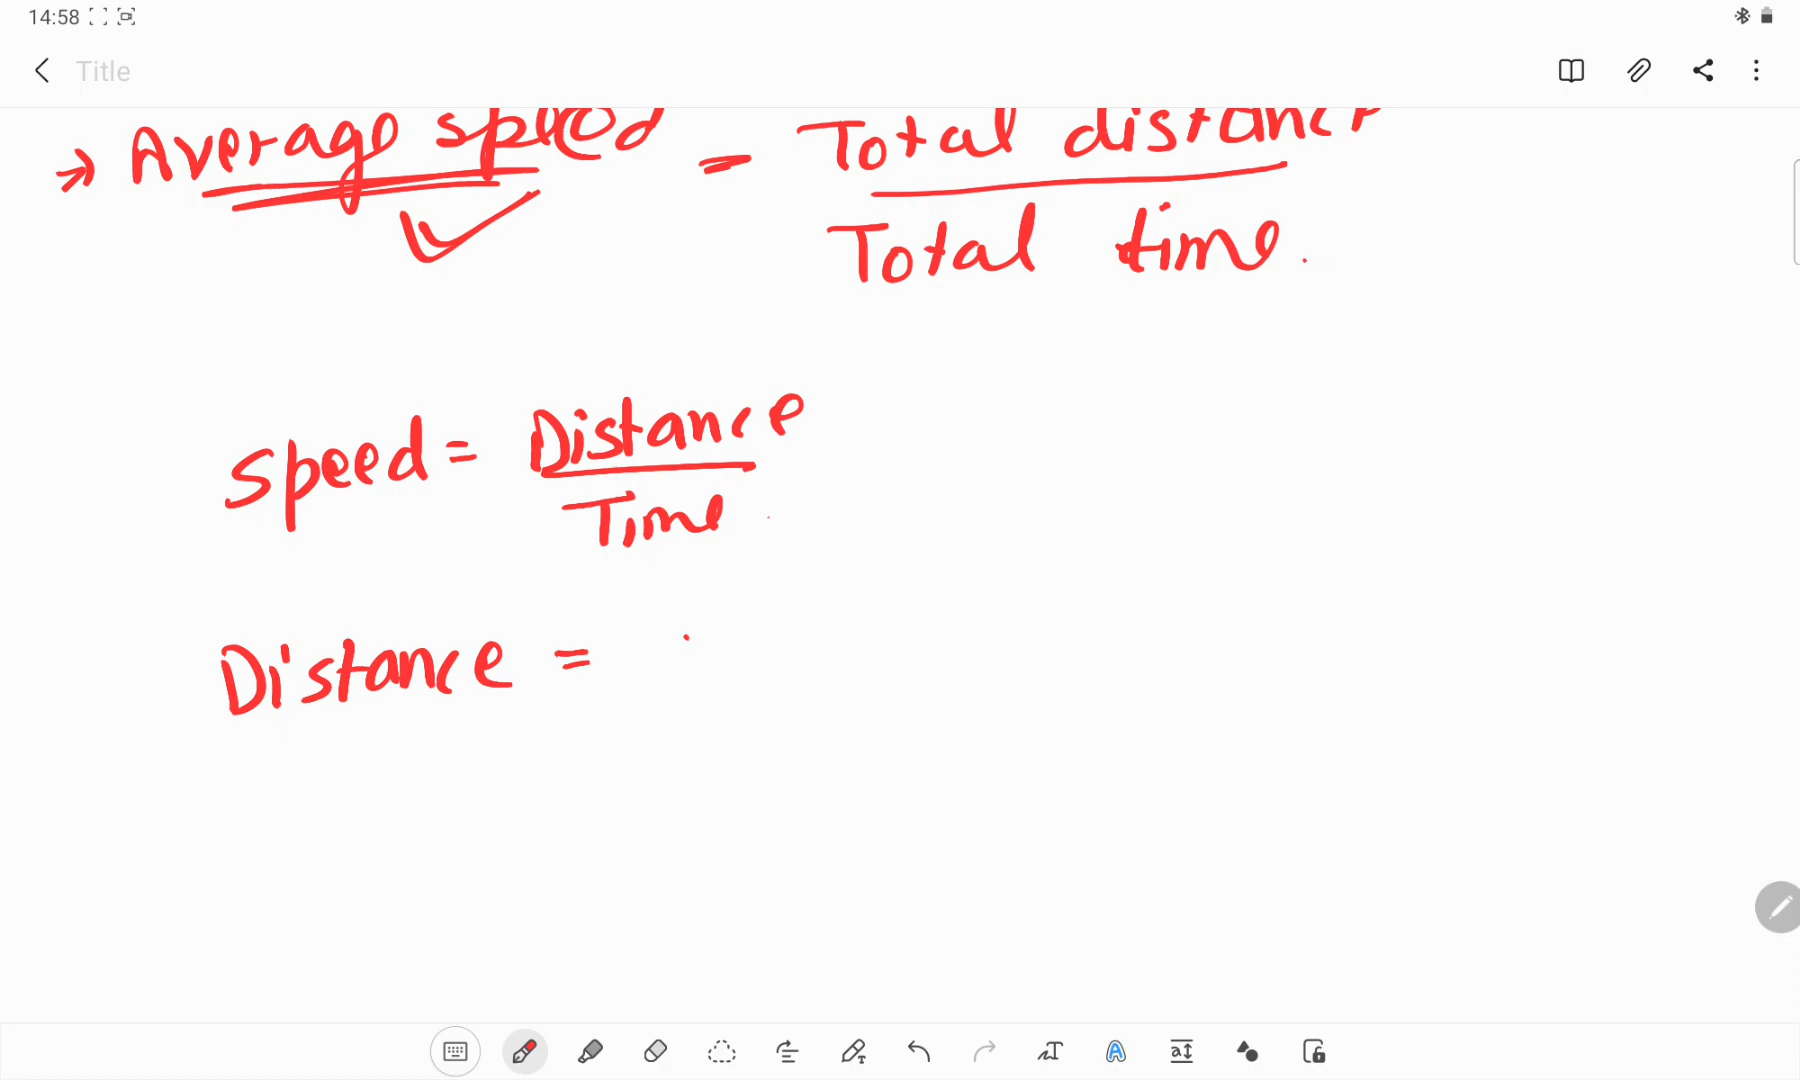 14:58
Title
→ Average speed = Total distance
Total time.
Speed = Distance
Time
Distance =